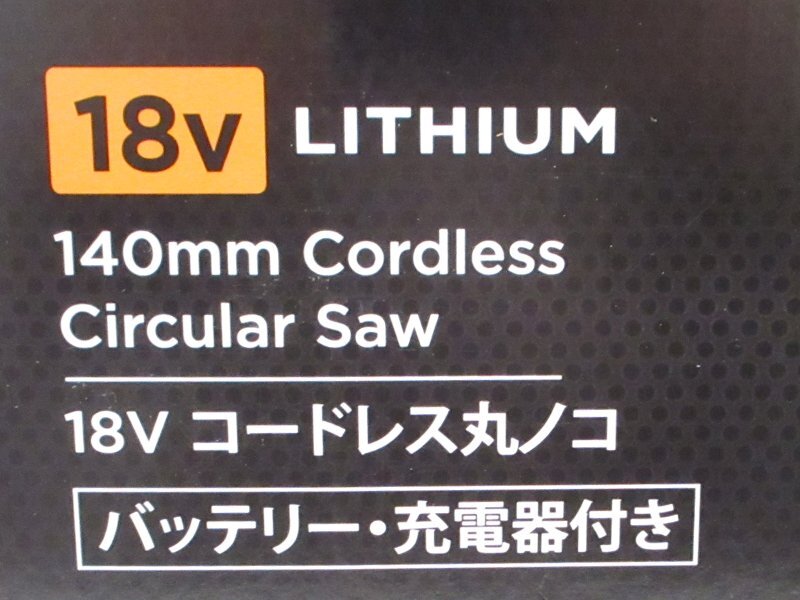 18v LITHIUM
140mm Cordless
Circular Saw
18V コードレス丸ノコ
バッテリー・充電器付き